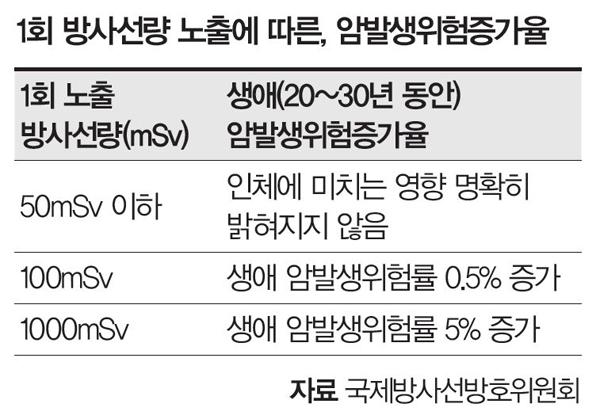 1회 방사선량 노출에 따른, 암발생위험증가율
1회 노출
방사선량(mSv)
생애(20~30년 동안)
암발생위험증가율
50mSv 이하
인체에 미치는 영향 명확히
밝혀지지 않음
100mSv
생애 암발생위험률 0.5% 증가
1000mSv
생애 암발생위험률 5% 증가
자료 국제방사선방호위원회